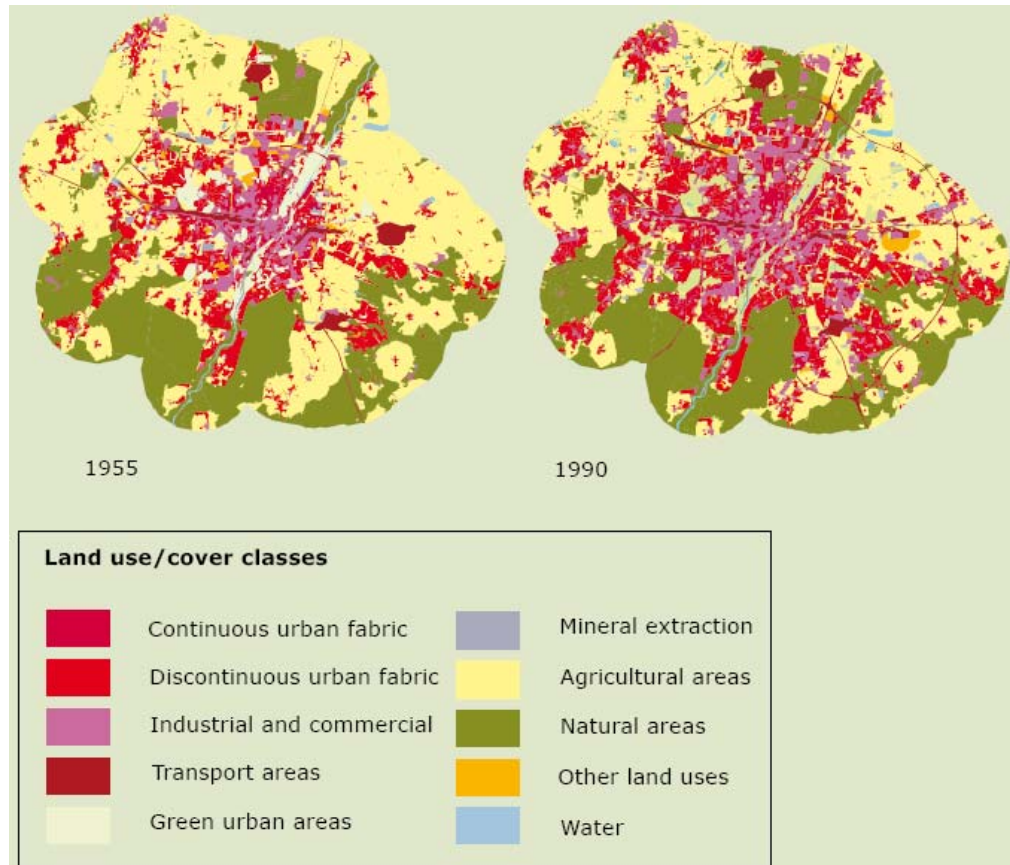 1955
1990
Land use/cover classes
Continuous urban fabric
Discontinuous urban fabric
Industrial and commercial
Transport areas
Green urban areas
Mineral extraction
Agricultural areas
Natural areas
Other land uses
Water